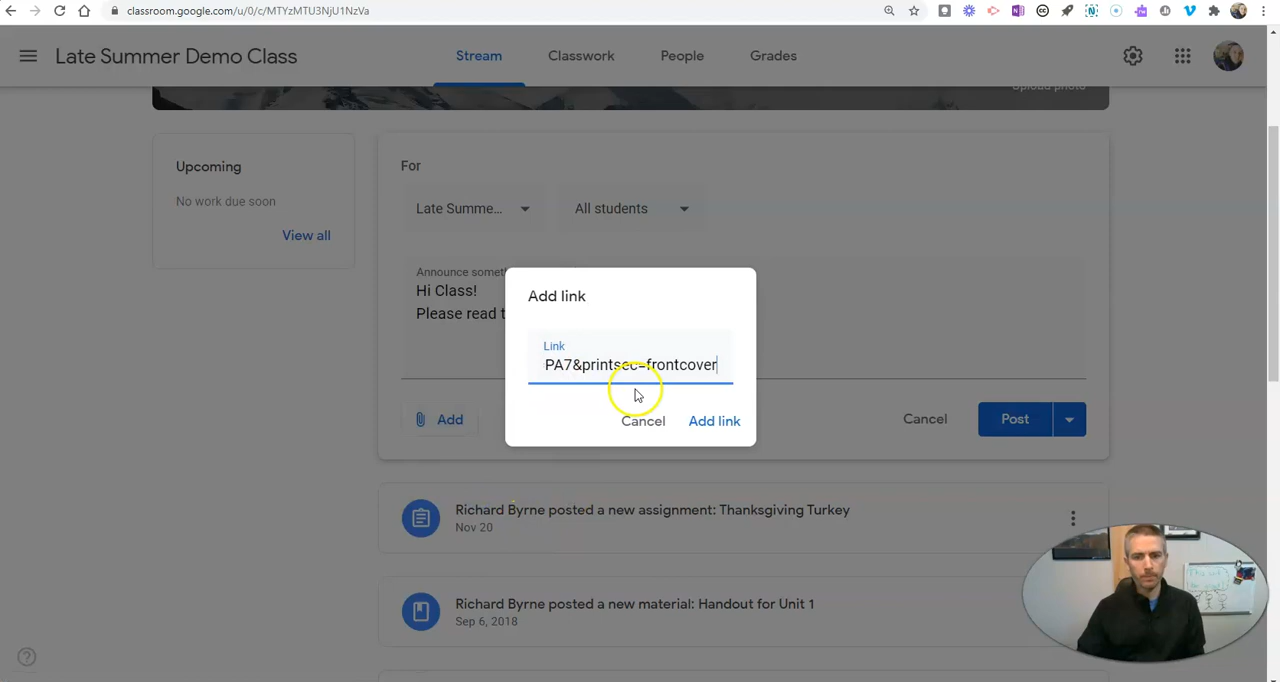 classroom.google.com/u/0/c/MTYzMTU3NjU1NzVa
Late Summer Demo Class
Stream
Classwork
People
Grades
Upload photo
Upcoming
No work due soon
View all
For
Late Summe...
All students
Announce somet
Hi Class!
Please read t
Add link
Link
PA7&printsec=frontcover
Cancel
Add link
Add
Cancel
Post
Richard Byrne posted a new assignment: Thanksgiving Turkey
Nov 20
Richard Byrne posted a new material: Handout for Unit 1
Sep 6, 2018